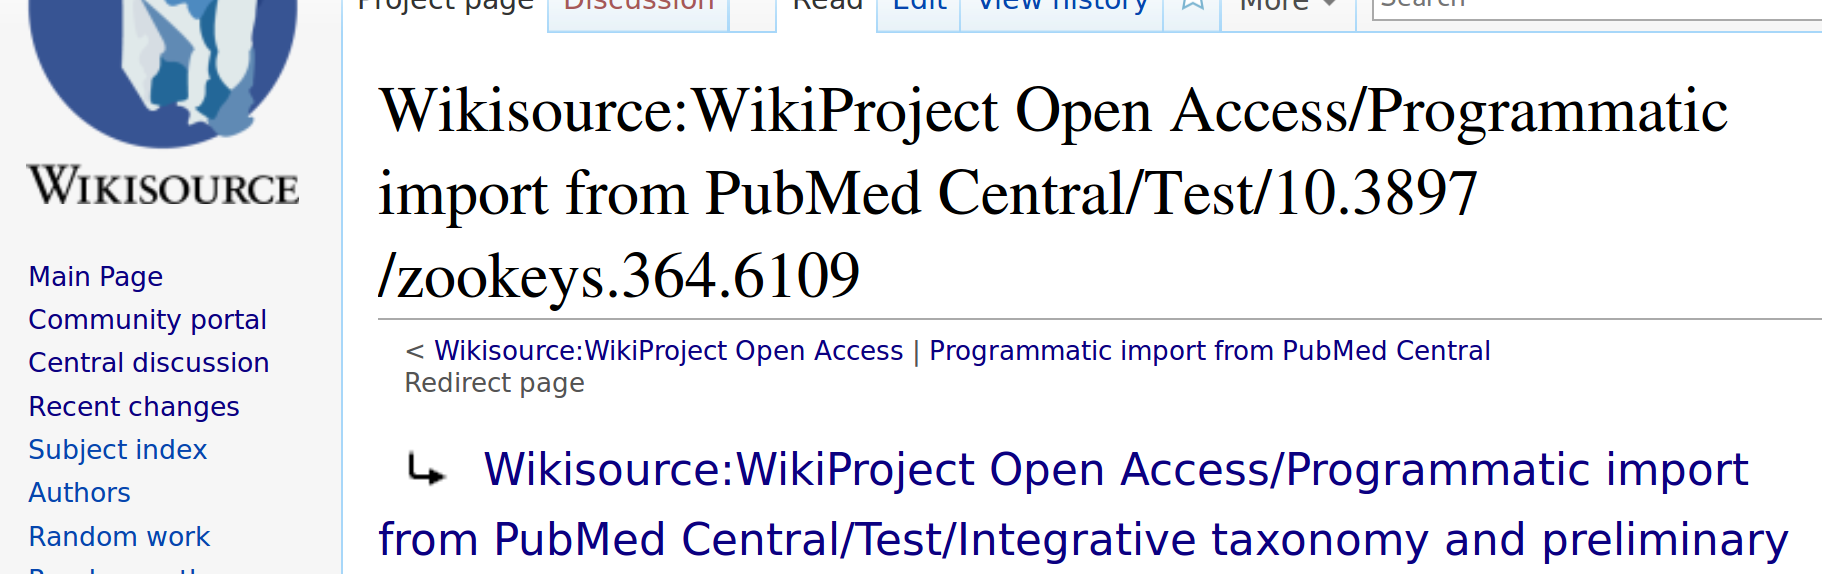 Project page Discussion Read Edit View history More Search
Wikisource:WikiProject Open Access/Programmatic
import from PubMed Central/Test/10.3897
/zookeys.364.6109
WIKISOURCE
Main Page
Community portal
Central discussion
Recent changes
Subject index
Authors
Random work
< Wikisource:WikiProject Open Access | Programmatic import from PubMed Central
Redirect page
Wikisource:WikiProject Open Access/Programmatic import
from PubMed Central/Test/Integrative taxonomy and preliminary